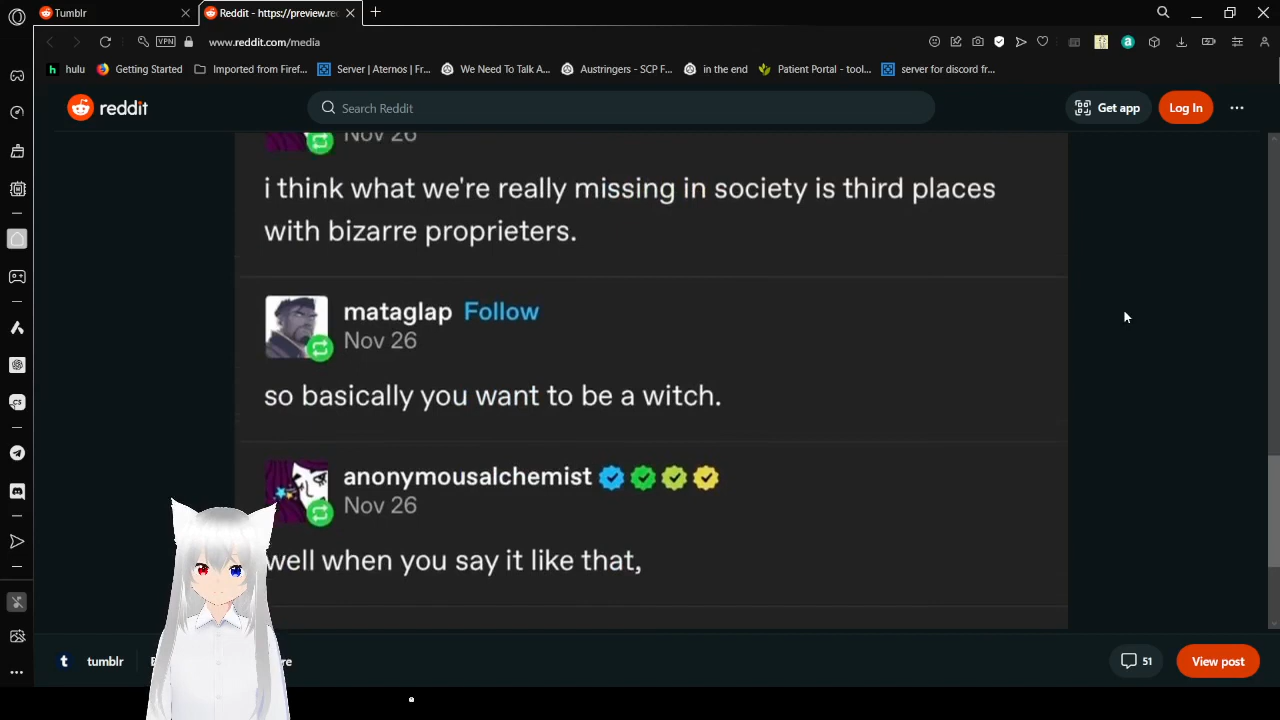 Tumblr
Reddit - https://preview.re
VPN
www.reddit.com/media
hulu
Getting Started
Imported from Firef...
Server | Aternos | Fr...
We Need To Talk A...
Austringers - SCP F...
in the end
Patient Portal - tool...
server for discord fr...
reddit
Search Reddit
Get app
Log In
Nov 26
i think what we're really missing in society is third places
with bizarre proprieters.
mataglap Follow
Nov 26
so basically you want to be a witch.
anonymousalchemist
Nov 26
well when you say it like that,
tumblr
re
51
View post